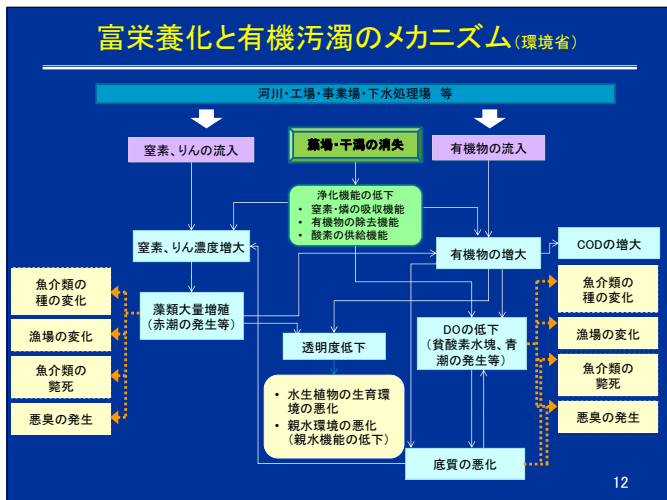 富栄養化と有機汚濁のメカニズム(環境省)
河川・工場・事業場・下水処理場 等
窒素、りんの流入
藻場・干潟の消失
有機物の流入
浄化機能の低下
• 窒素・燐の吸収機能
• 有機物の除去機能
• 酸素の供給機能
窒素、りん濃度増大
有機物の増大
CODの増大
魚介類の
種の変化
漁場の変化
魚介類の
斃死
悪臭の発生
藻類大量増殖
(赤潮の発生等)
透明度低下
DOの低下
(貧酸素水塊、青
潮の発生等)
魚介類の
種の変化
漁場の変化
魚介類の
斃死
悪臭の発生
• 水生植物の生育環
境の悪化
• 親水環境の悪化
(親水機能の低下)
底質の悪化
12